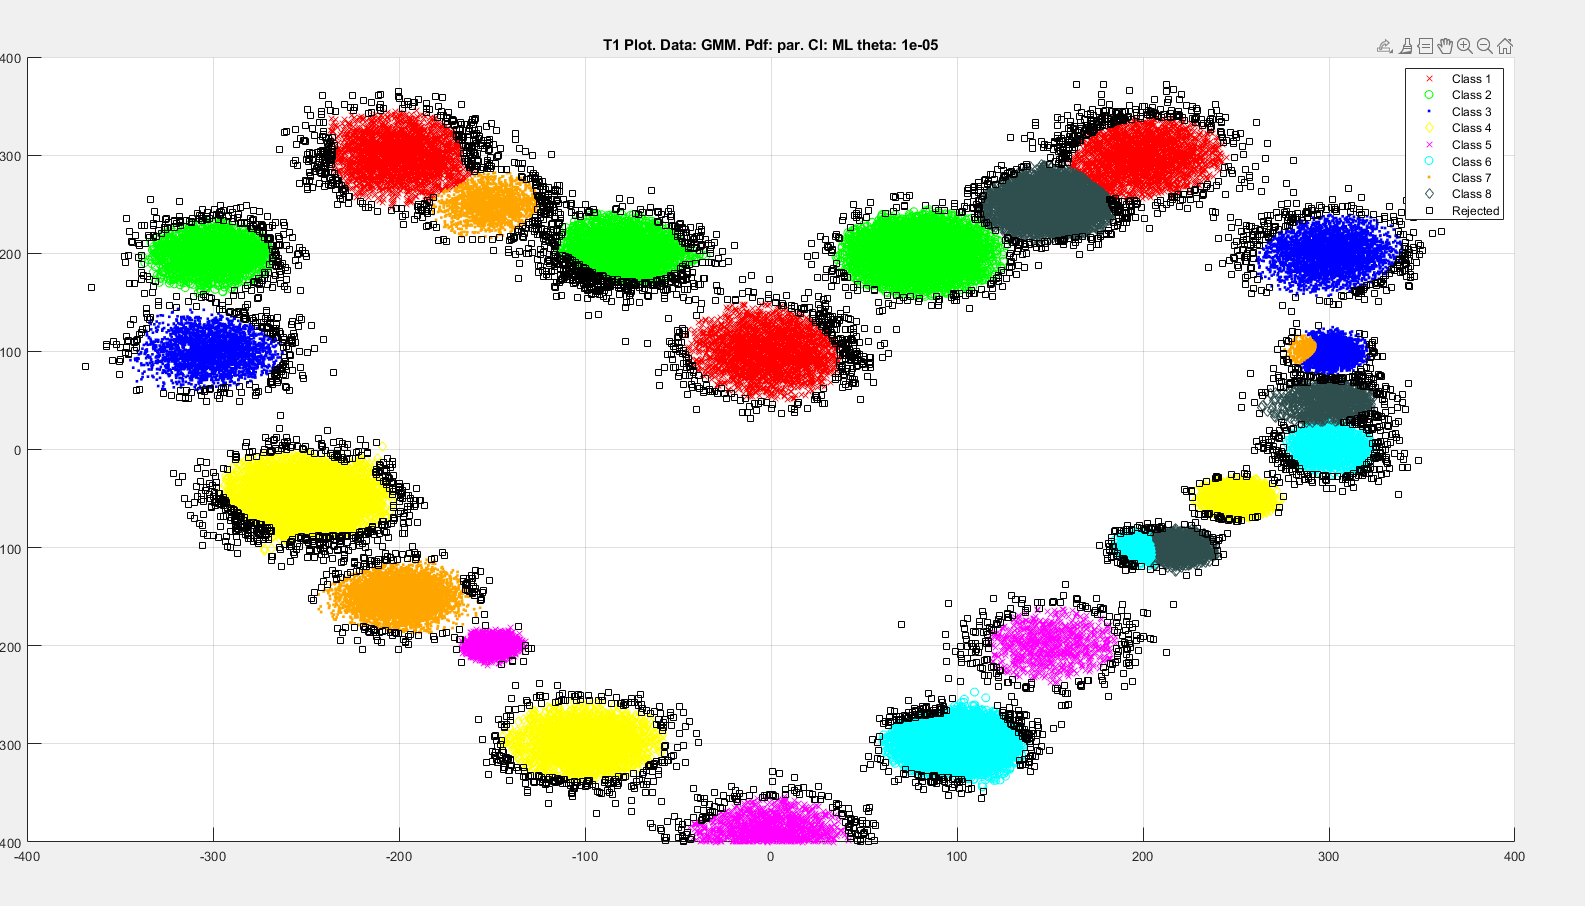 T1 Plot. Data: GMM. Pdf: par. Cl: ML theta: 1e-05
400
300
200
100
0
100
200
300
400
-400
-300
-200
-100
0
100
200
300
400
Class 1
Class 2
Class 3
Class 4
Class 5
Class 6
Class 7
Class 8
Rejected